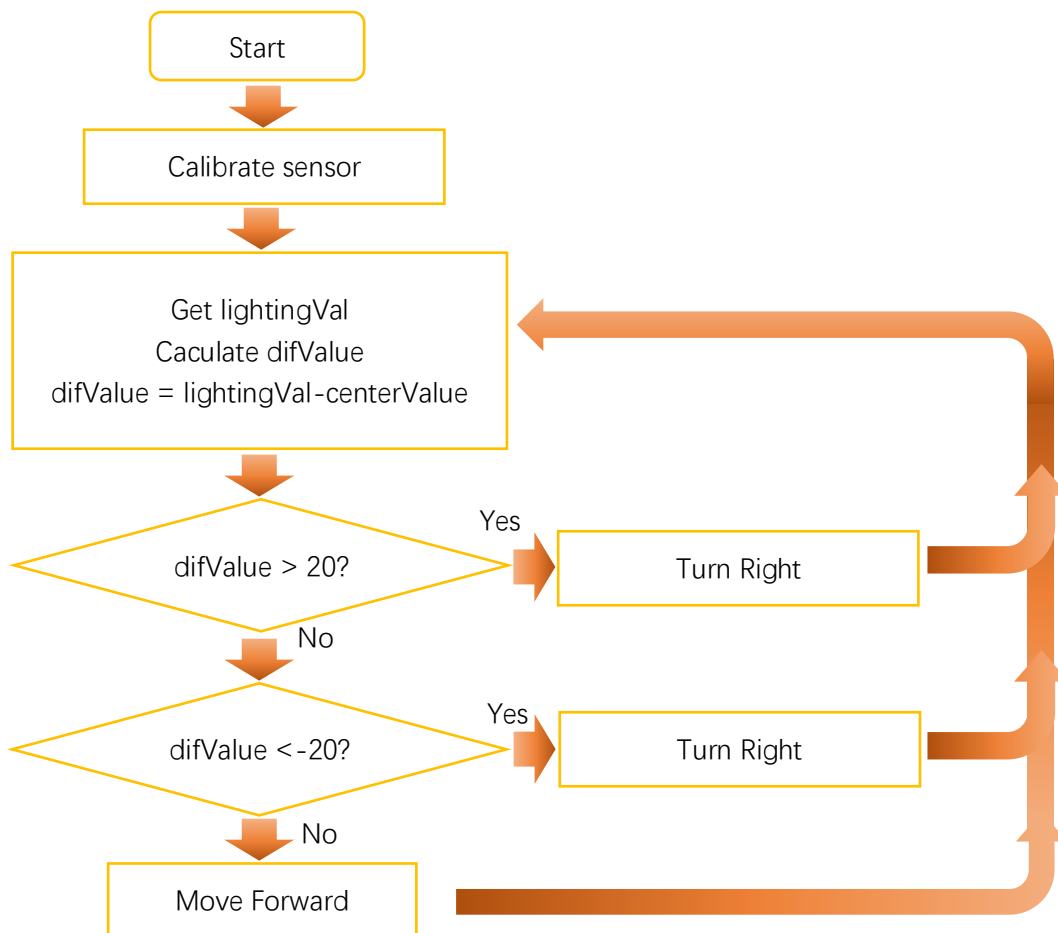 Start
Calibrate sensor
Get lightingVal
Caculate difValue
difValue = lightingVal-centerValue
difValue > 20?
Yes
Turn Right
No
difValue <-20?
Yes
Turn Right
No
Move Forward